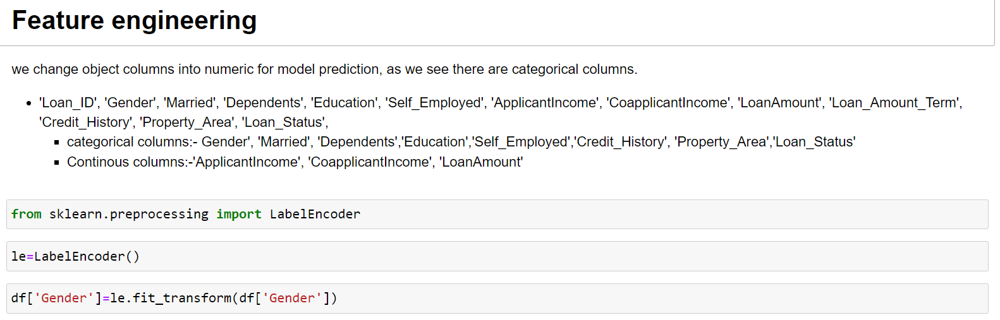 Feature engineering
we change object columns into numeric for model prediction, as we see there are categorical columns.
'Loan_ID', 'Gender', 'Married', 'Dependents', 'Education', 'Self_Employed', 'ApplicantIncome', 'CoapplicantIncome', 'LoanAmount', 'Loan_Amount_Term',
'Credit_History', 'Property_Area', 'Loan_Status',
categorical columns:- Gender', 'Married', 'Dependents','Education','Self_Employed','Credit_History', 'Property_Area','Loan_Status'
Continous columns:-'ApplicantIncome', 'CoapplicantIncome', 'LoanAmount'
from sklearn.preprocessing import LabelEncoder
le=LabelEncoder()
df['Gender']=le.fit_transform(df['Gender'])